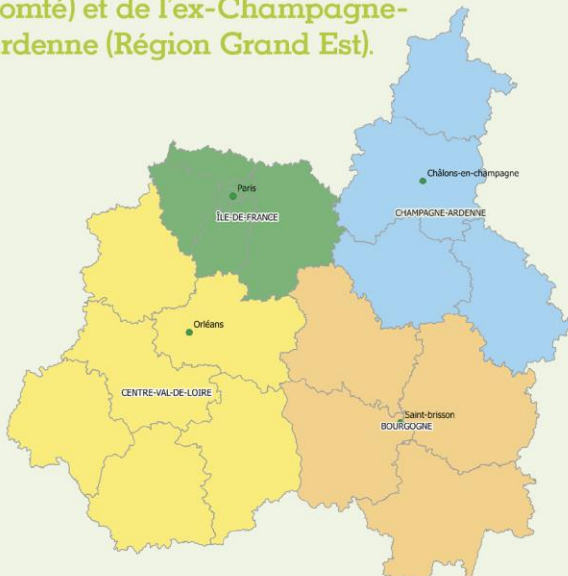 omté) et de l'ex-Champagne-
rdenne (Région Grand Est).
Châlons-en-champagne
Paris
CHAMPAGNE-ARDENNE
ÎLE-DE-FRANCE
Orléans
CENTRE-VAL-DE-LOIRE
Saint-brisson
BOURGOGNE